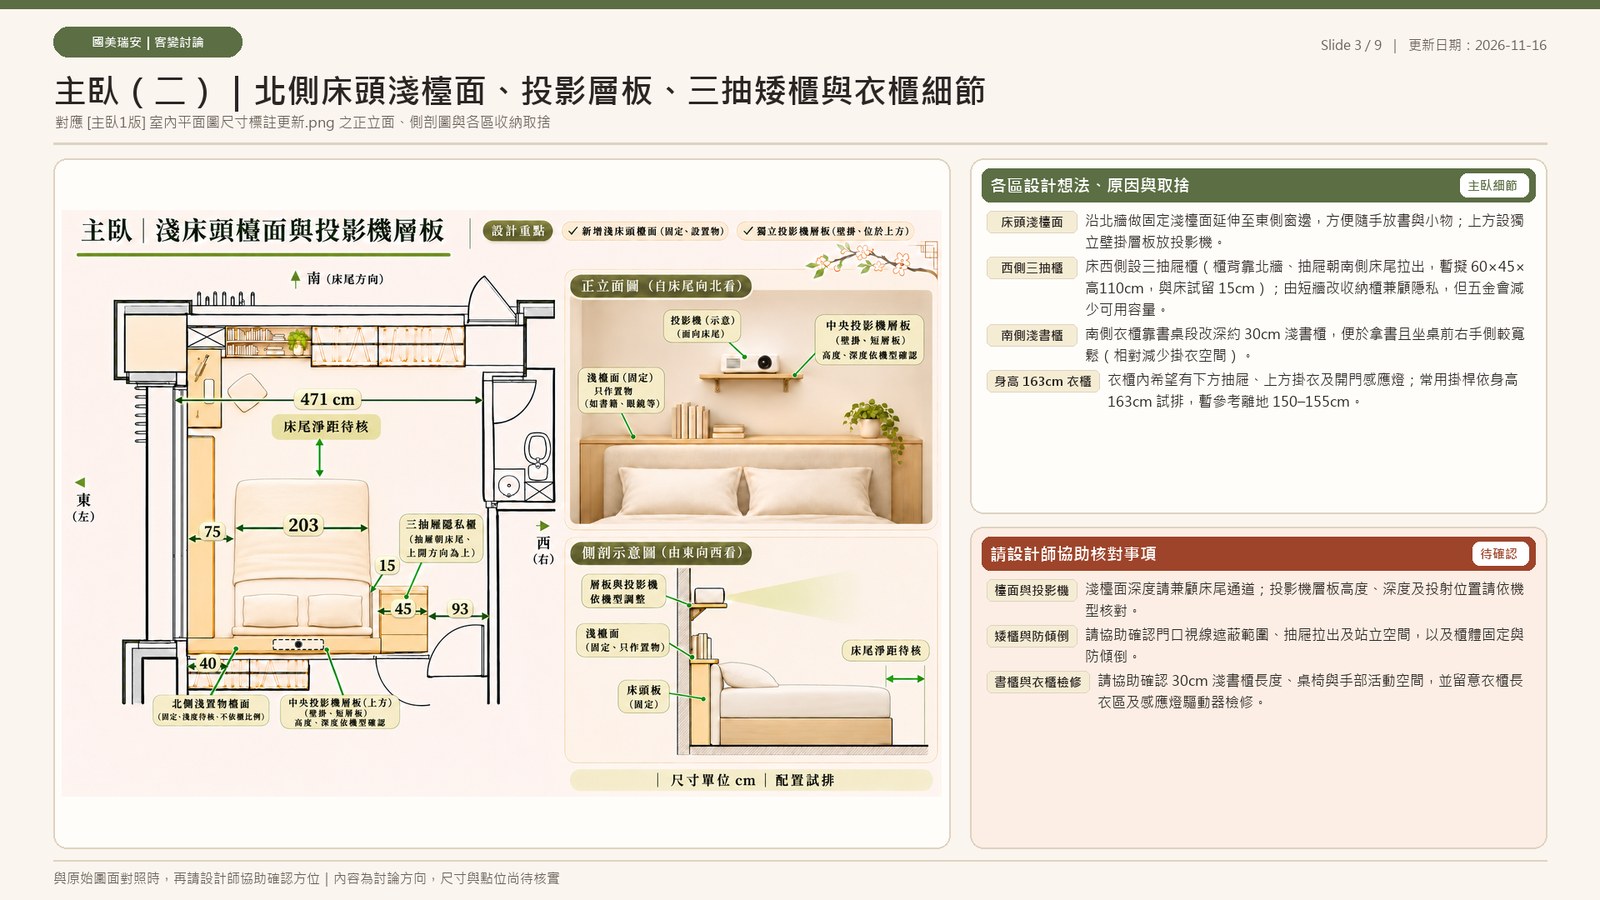 國美瑞安 | 客變討論
Slide 3 / 9 | 更新日期：2026-11-16
主臥（二）｜北側床頭淺檯面、投影層板、三抽矮櫃與衣櫃細節
對應 [主臥1版] 室內平面圖尺寸標註更新.png 之正立面、側剖圖與各區收納取捨
主臥｜淺床頭檯面與投影機層板
設計重點
✓ 新增淺床頭檯面（固定、設置物）
✓ 獨立投影機層板（壁掛、位於上方）
南（床尾方向）
471 cm
床尾淨距待核
東
（左）
75
203
三抽屜隱私櫃
（抽屜朝床尾、
上開方向為上）
西
（右）
15
45
93
40
北側淺置物檯面
（固定、淺度待核、不依櫃比例）
中央投影機層板（上方）
（壁掛、短層板）
高度、深度依機型確認
正立面圖（自床尾向北看）
投影機（示意）
（面向床尾）
中央投影機層板
（壁掛、短層板）
高度、深度依機型確認
淺檯面（固定）
只作置物
（如書籍、眼鏡等）
側剖示意圖（由東向西看）
層板與投影機
依機型調整
淺檯面
（固定、只作置物）
床頭板
（固定）
床尾淨距待核
｜ 尺寸單位 cm ｜ 配置試排
各區設計想法、原因與取捨
主臥細節
床頭淺檯面
沿北牆做固定淺檯面延伸至東側窗邊，方便隨手放書與小物；上方設獨
立壁掛層板放投影機。
西側三抽櫃
床西側設三抽屜櫃（櫃背靠北牆、抽屜朝南側床尾拉出，暫擬 60×45×
高110cm，與床試留 15cm）；由短牆改收納櫃兼顧隱私，但五金會減
少可用容量。
南側淺書櫃
南側衣櫃靠書桌段改深約 30cm 淺書櫃，便於拿書且坐桌前右手側較寬
鬆（相對減少掛衣空間）。
身高 163cm 衣櫃
衣櫃內希望有下方抽屜、上方掛衣及開門感應燈；常用掛桿依身高
163cm 試排，暫參考離地 150–155cm。
請設計師協助核對事項
待確認
檯面與投影機
淺檯面深度請兼顧床尾通道；投影機層板高度、深度及投射位置請依機
型核對。
矮櫃與防傾倒
請協助確認門口視線遮蔽範圍、抽屜拉出及站立空間，以及櫃體固定與
防傾倒。
書櫃與衣櫃檢修
請協助確認 30cm 淺書櫃長度、桌椅與手部活動空間，並留意衣櫃長
衣區及感應燈驅動器檢修。
與原始圖面對照時，再請設計師協助確認方位｜內容為討論方向，尺寸與點位尚待核實